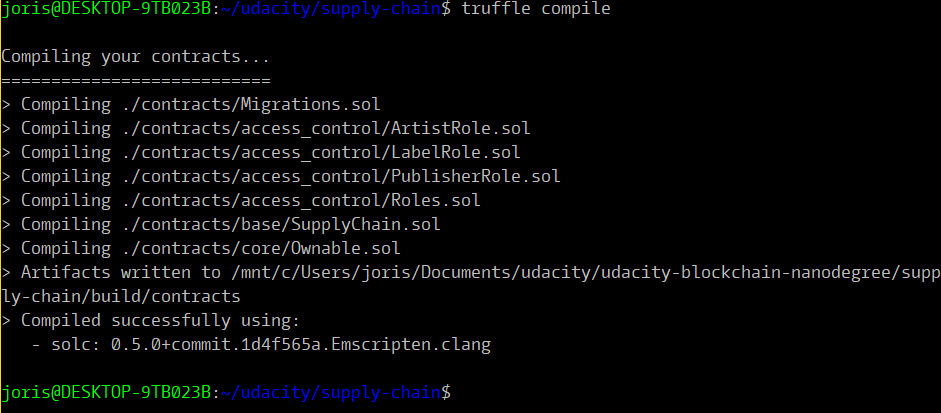 joris@DESKTOP-9TB023B:~/udacity/supply-chain$ truffle compile
Compiling your contracts...
===========================
> Compiling ./contracts/Migrations.sol
> Compiling ./contracts/access_control/ArtistRole.sol
> Compiling ./contracts/access_control/LabelRole.sol
> Compiling ./contracts/access_control/PublisherRole.sol
> Compiling ./contracts/access_control/Roles.sol
> Compiling ./contracts/base/SupplyChain.sol
> Compiling ./contracts/core/Ownable.sol
> Artifacts written to /mnt/c/Users/joris/Documents/udacity/udacity-blockchain-nanodegree/supp
ly-chain/build/contracts
> Compiled successfully using:
   - solc: 0.5.0+commit.1d4f565a.Emscripten.clang
joris@DESKTOP-9TB023B:~/udacity/supply-chain$